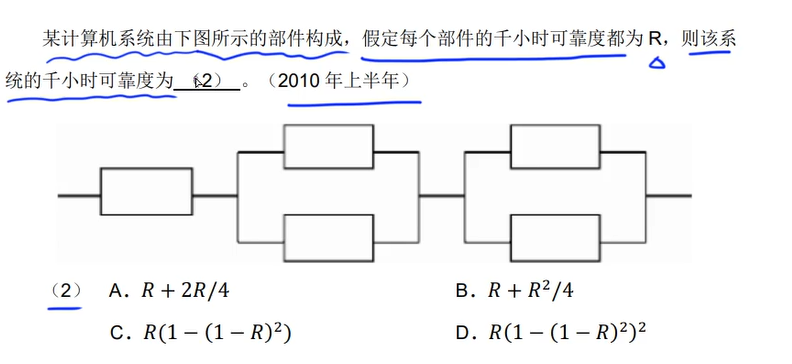 某计算机系统由下图所示的部件构成，假定每个部件的千小时可靠度都为 R，则该系
统的千小时可靠度为 （2） 。（2010 年上半年）
（2） A．R + 2R/4 B．R + R²/4
C．R(1 − (1 − R)²) D．R(1 − (1 − R)²)²